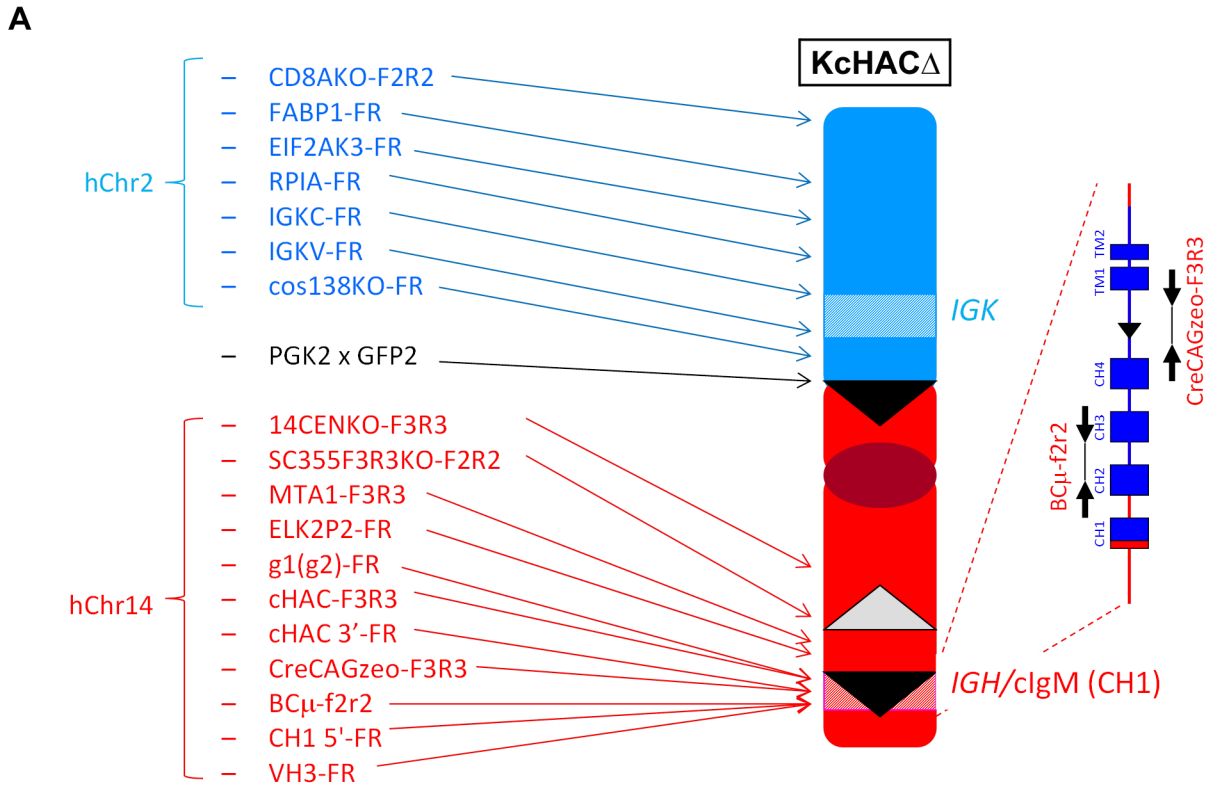 A
KcHACΔ
hChr2
– CD8AKO-F2R2
– FABP1-FR
– EIF2AK3-FR
– RPIA-FR
– IGKC-FR
– IGKV-FR
– cos138KO-FR
– PGK2 x GFP2
hChr14
– 14CENKO-F3R3
– SC355F3R3KO-F2R2
– MTA1-F3R3
– ELK2P2-FR
– g1(g2)-FR
– cHAC-F3R3
– cHAC 3’-FR
– CreCAGzeo-F3R3
– BCμ-f2r2
– CH1 5'-FR
– VH3-FR
IGK
IGH/cIgM (CH1)
TM2
TM1
CH4
CH3
CH2
CH1
BCμ-f2r2
CreCAGzeo-F3R3